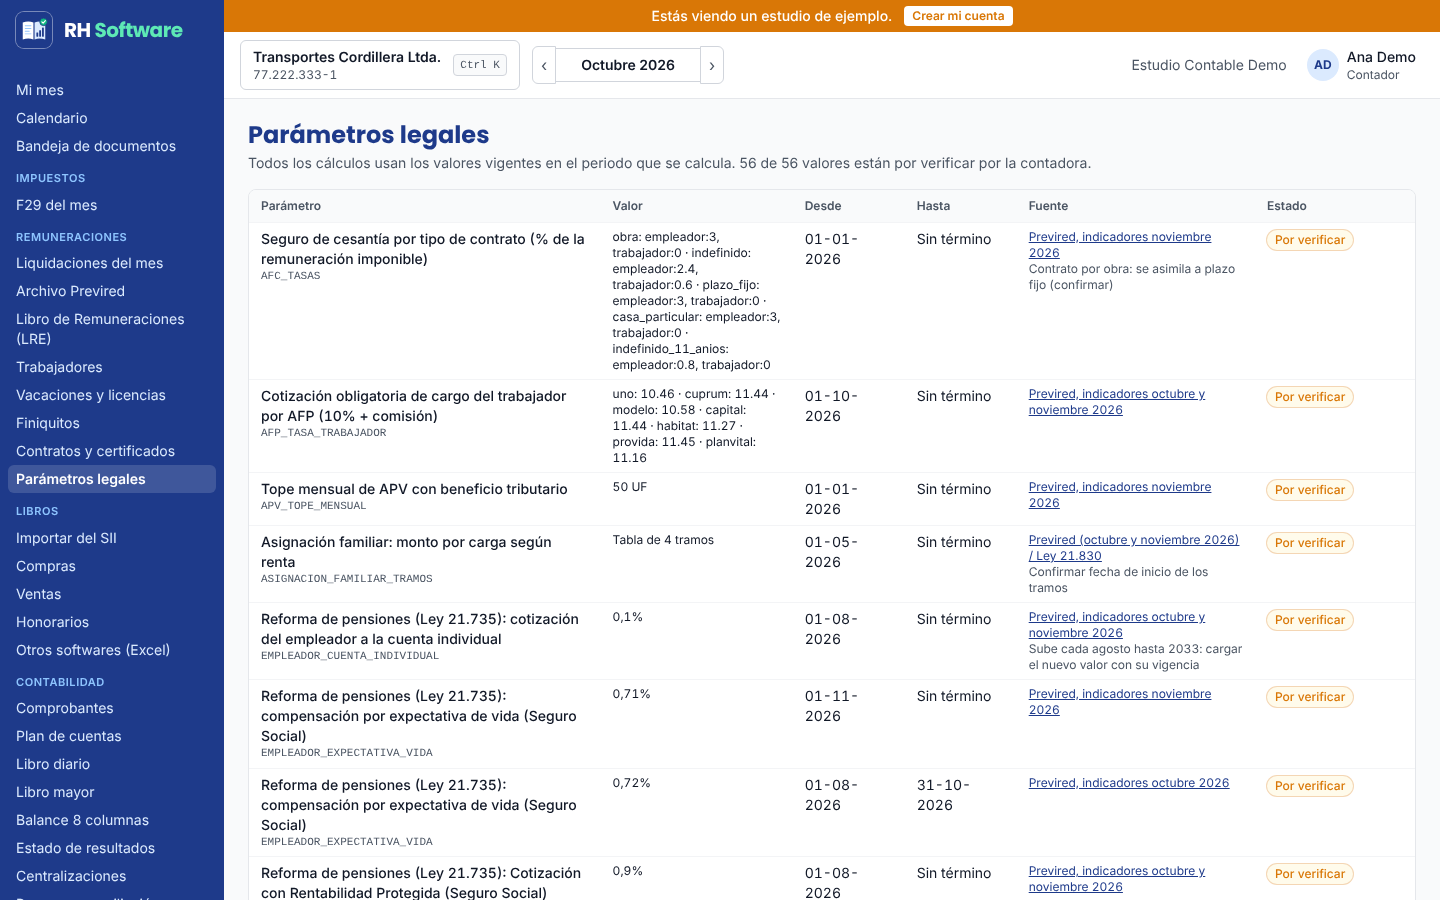 Estás viendo un estudio de ejemplo. Crear mi cuenta
RH Software
Transportes Cordillera Ltda.
77.222.333-1
Ctrl K
‹ Octubre 2026 ›
Estudio Contable Demo
AD
Ana Demo
Contador
Mi mes
Calendario
Bandeja de documentos
IMPUESTOS
F29 del mes
REMUNERACIONES
Liquidaciones del mes
Archivo Previred
Libro de Remuneraciones
(LRE)
Trabajadores
Vacaciones y licencias
Finiquitos
Contratos y certificados
Parámetros legales
LIBROS
Importar del SII
Compras
Ventas
Honorarios
Otros softwares (Excel)
CONTABILIDAD
Comprobantes
Plan de cuentas
Libro diario
Libro mayor
Balance 8 columnas
Estado de resultados
Centralizaciones
Parámetros legales
Todos los cálculos usan los valores vigentes en el periodo que se calcula. 56 de 56 valores están por verificar por la contadora.
Parámetro Valor Desde Hasta Fuente Estado
Seguro de cesantía por tipo de contrato (% de la
remuneración imponible)
AFC_TASAS
obra: empleador:3,
trabajador:0 · indefinido:
empleador:2.4,
trabajador:0.6 · plazo_fijo:
empleador:3, trabajador:0 ·
casa_particular: empleador:3,
trabajador:0 ·
indefinido_11_anios:
empleador:0.8, trabajador:0
01-01-
2026
Sin término
Previred, indicadores noviembre
2026
Contrato por obra: se asimila a plazo
fijo (confirmar)
Por verificar
Cotización obligatoria de cargo del trabajador
por AFP (10% + comisión)
AFP_TASA_TRABAJADOR
uno: 10.46 · cuprum: 11.44 ·
modelo: 10.58 · capital:
11.44 · habitat: 11.27 ·
provida: 11.45 · planvital:
11.16
01-10-
2026
Sin término
Previred, indicadores octubre y
noviembre 2026
Por verificar
Tope mensual de APV con beneficio tributario
APV_TOPE_MENSUAL
50 UF
01-01-
2026
Sin término
Previred, indicadores noviembre
2026
Por verificar
Asignación familiar: monto por carga según
renta
ASIGNACION_FAMILIAR_TRAMOS
Tabla de 4 tramos
01-05-
2026
Sin término
Previred (octubre y noviembre 2026)
/ Ley 21.830
Confirmar fecha de inicio de los
tramos
Por verificar
Reforma de pensiones (Ley 21.735): cotización
del empleador a la cuenta individual
EMPLEADOR_CUENTA_INDIVIDUAL
0,1%
01-08-
2026
Sin término
Previred, indicadores octubre y
noviembre 2026
Sube cada agosto hasta 2033: cargar
el nuevo valor con su vigencia
Por verificar
Reforma de pensiones (Ley 21.735):
compensación por expectativa de vida (Seguro
Social)
EMPLEADOR_EXPECTATIVA_VIDA
0,71%
01-11-
2026
Sin término
Previred, indicadores noviembre
2026
Por verificar
Reforma de pensiones (Ley 21.735):
compensación por expectativa de vida (Seguro
Social)
EMPLEADOR_EXPECTATIVA_VIDA
0,72%
01-08-
2026
31-10-
2026
Previred, indicadores octubre 2026
Por verificar
Reforma de pensiones (Ley 21.735): Cotización
con Rentabilidad Protegida (Seguro Social)
0,9%
01-08-
2026
Sin término
Previred, indicadores octubre y
noviembre 2026
Por verificar